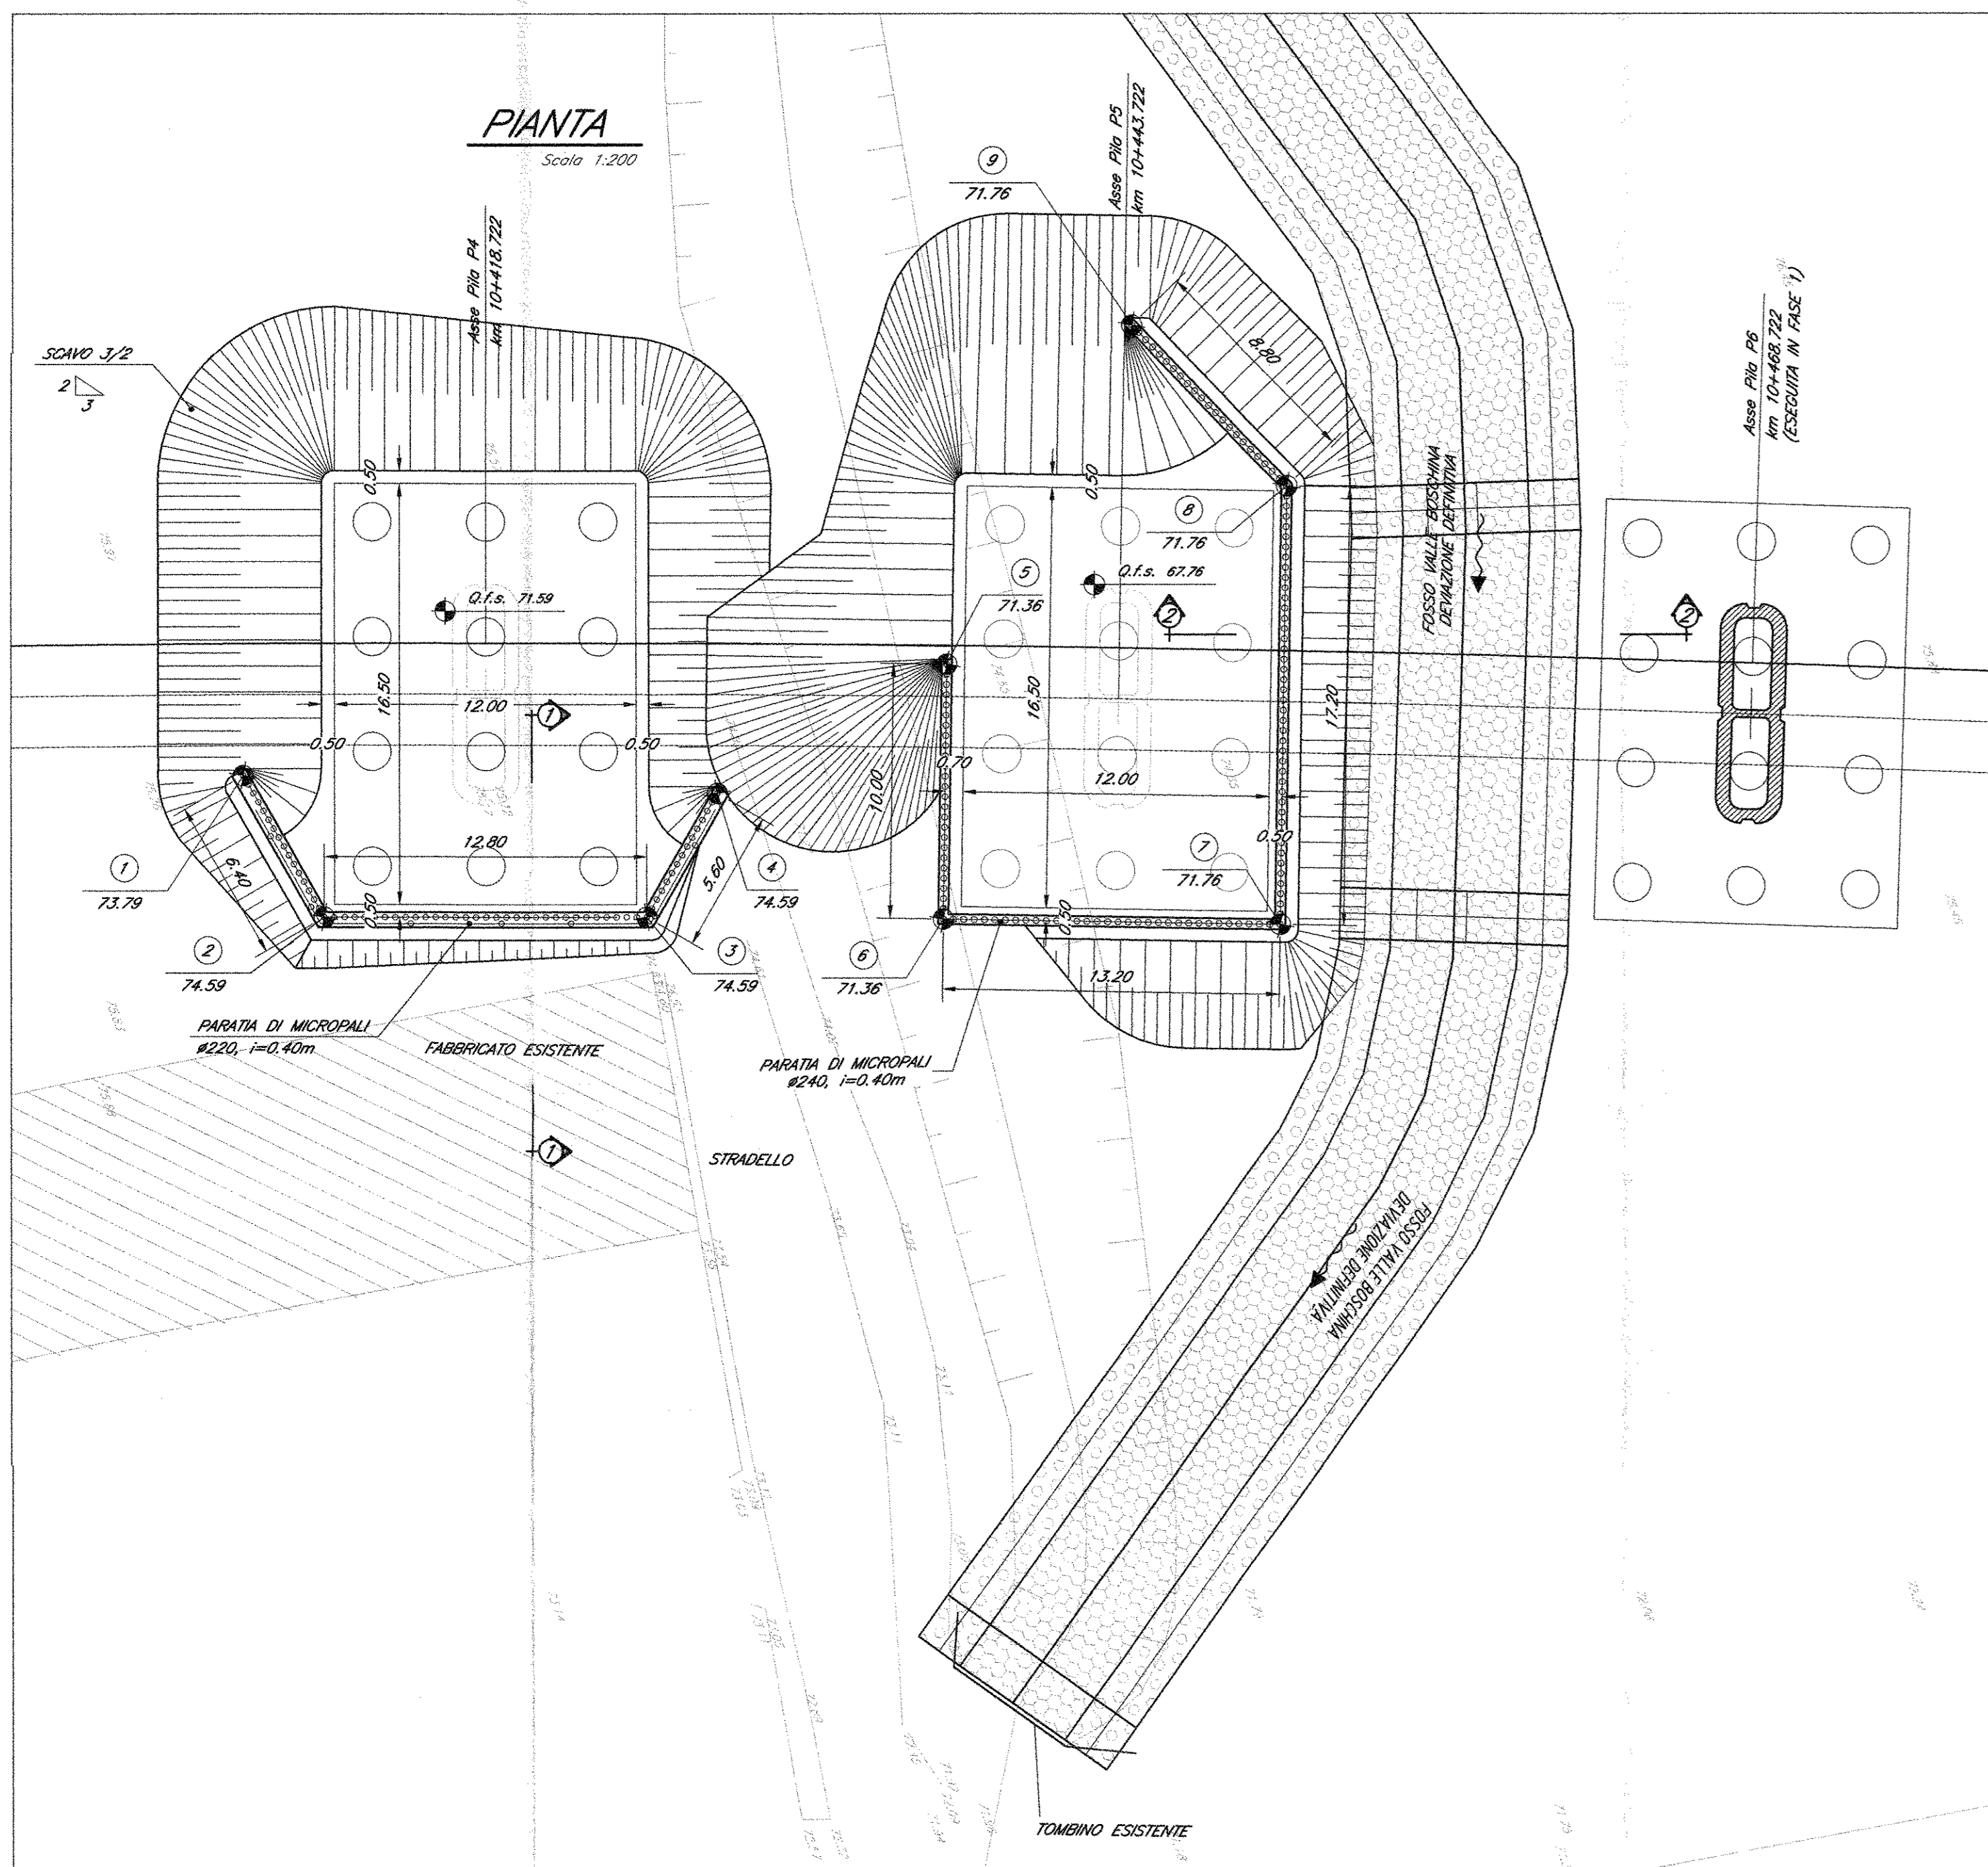 PIANTA
Scala 1:200
Asse Pila P4
km 10+418.722
Asse Pila P5
km 10+443.722
Asse Pila P6
km 10+468.722
(ESEGUITA IN FASE 1)
SCAVO 3/2
2
3
9
71.76
8.80
0.50
0.50
8
71.76
5
71.36
Q.f.s. 71.59
Q.f.s. 67.76
2
2
FOSSO VALLE BOSCHINA
DEVIAZIONE DEFINITIVA
16.50
12.00
1
0.50
0.50
16.50
0.70
12.00
10.00
17.20
12.80
6.40
5.60
0.50
0.50
0.50
1
73.79
2
74.59
3
74.59
4
74.59
6
71.36
7
71.76
13.20
PARATIA DI MICROPALI
ø220, i=0.40m
FABBRICATO ESISTENTE
PARATIA DI MICROPALI
ø240, i=0.40m
1
STRADELLO
FOSSO VALLE BOSCHINA
DEVIAZIONE DEFINITIVA
TOMBINO ESISTENTE